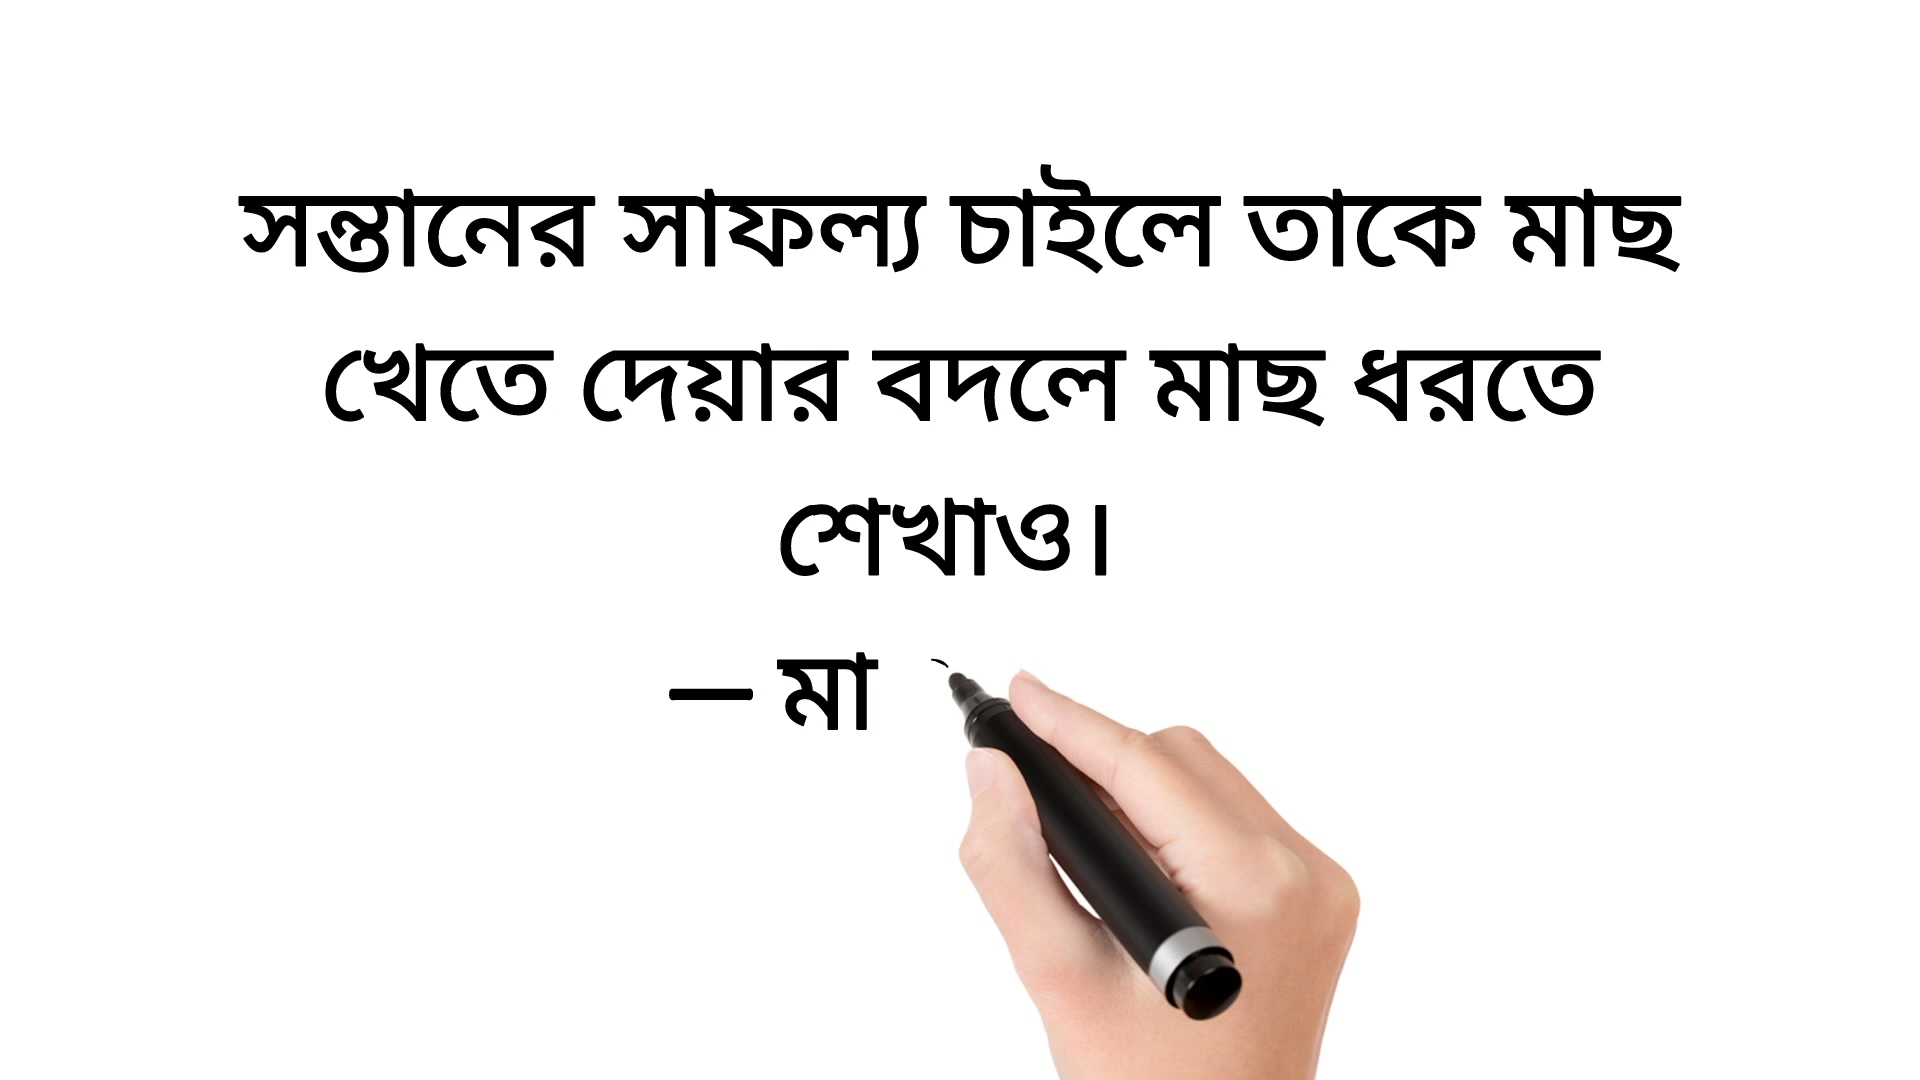 সন্তানের সাফল্য চাইলে তাকে মাছ
খেতে দেয়ার বদলে মাছ ধরতে
শেখাও।
— মা